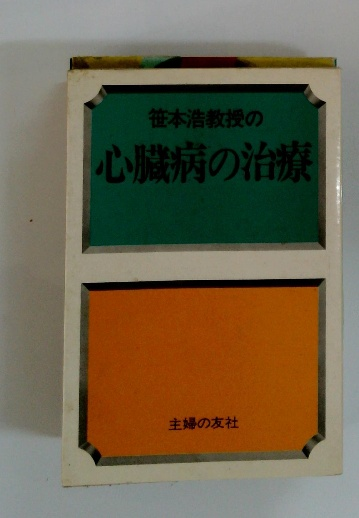 笹本浩教授の
心臓病の治療
主婦の友社